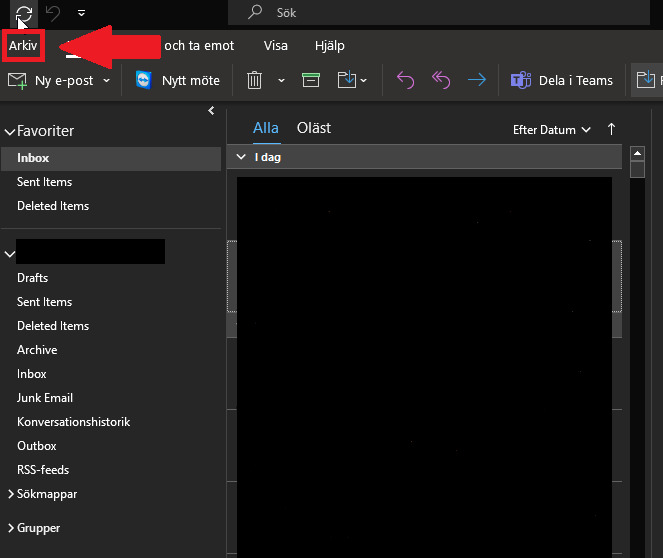 Sök
Arkiv
och ta emot
Visa
Hjälp
Ny e-post
Nytt möte
Dela i Teams
Favoriter
Alla
Oläst
Efter Datum
I dag
Inbox
Sent Items
Deleted Items
Drafts
Sent Items
Deleted Items
Archive
Inbox
Junk Email
Konversationshistorik
Outbox
RSS-feeds
Sökmappar
Grupper